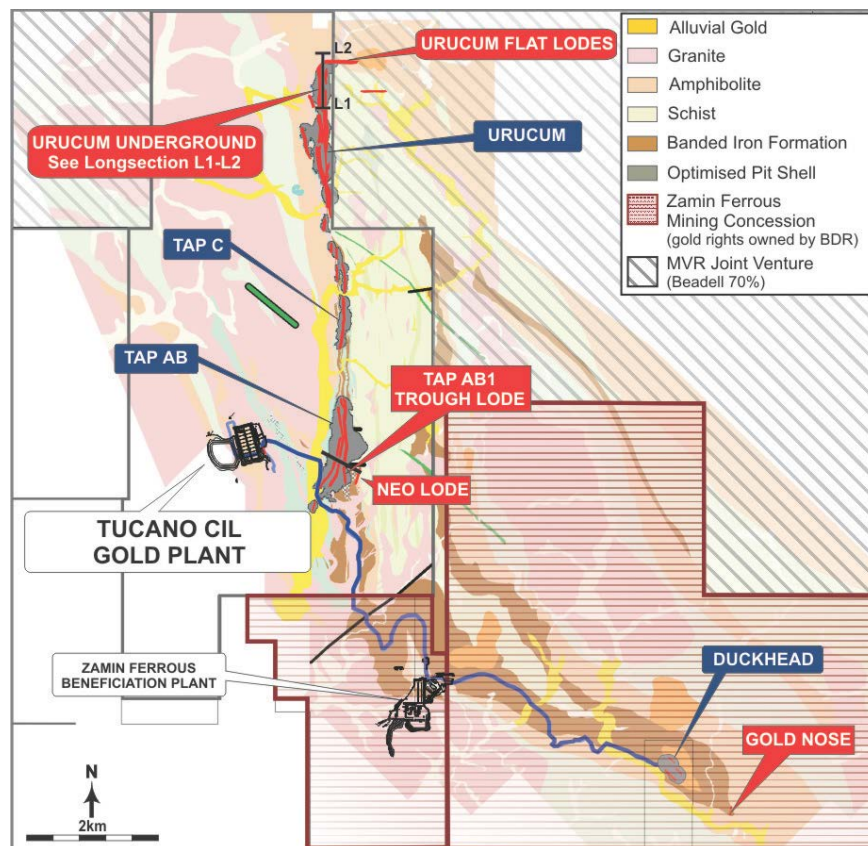 L2
URUCUM FLAT LODES
L1
URUCUM UNDERGROUND
See Longsection L1-L2
URUCUM
TAP C
TAP AB
TAP AB1
TROUGH LODE
NEO LODE
TUCANO CIL
GOLD PLANT
ZAMIN FERROUS
BENEFICIATION PLANT
DUCKHEAD
GOLD NOSE
N
2km
Alluvial Gold
Granite
Amphibolite
Schist
Banded Iron Formation
Optimised Pit Shell
Zamin Ferrous
Mining Concession
(gold rights owned by BDR)
MVR Joint Venture
(Beadell 70%)